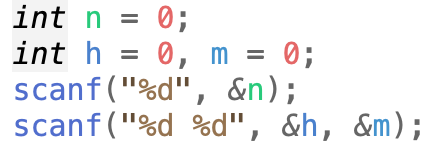 int n = 0;
int h = 0, m = 0;
scanf("%d", &n);
scanf("%d %d", &h, &m);